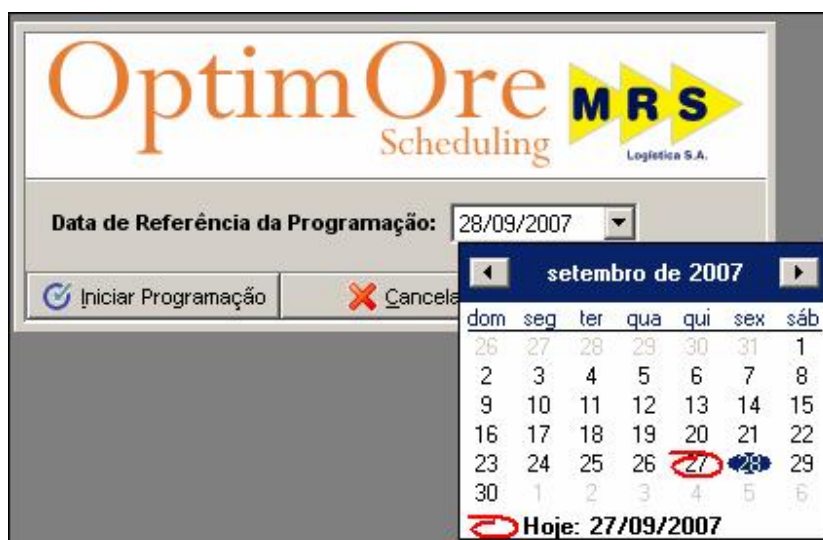 OptimOre
Scheduling
MRS
Logística S.A.
Data de Referência da Programação: 28/09/2007
Iniciar Programação Cancela
setembro de 2007
dom seg ter qua qui sex sáb
26 27 28 29 30 31 1
2 3 4 5 6 7 8
9 10 11 12 13 14 15
16 17 18 19 20 21 22
23 24 25 26 27 28 29
30 1 2 3 4 5 6
Hoje: 27/09/2007